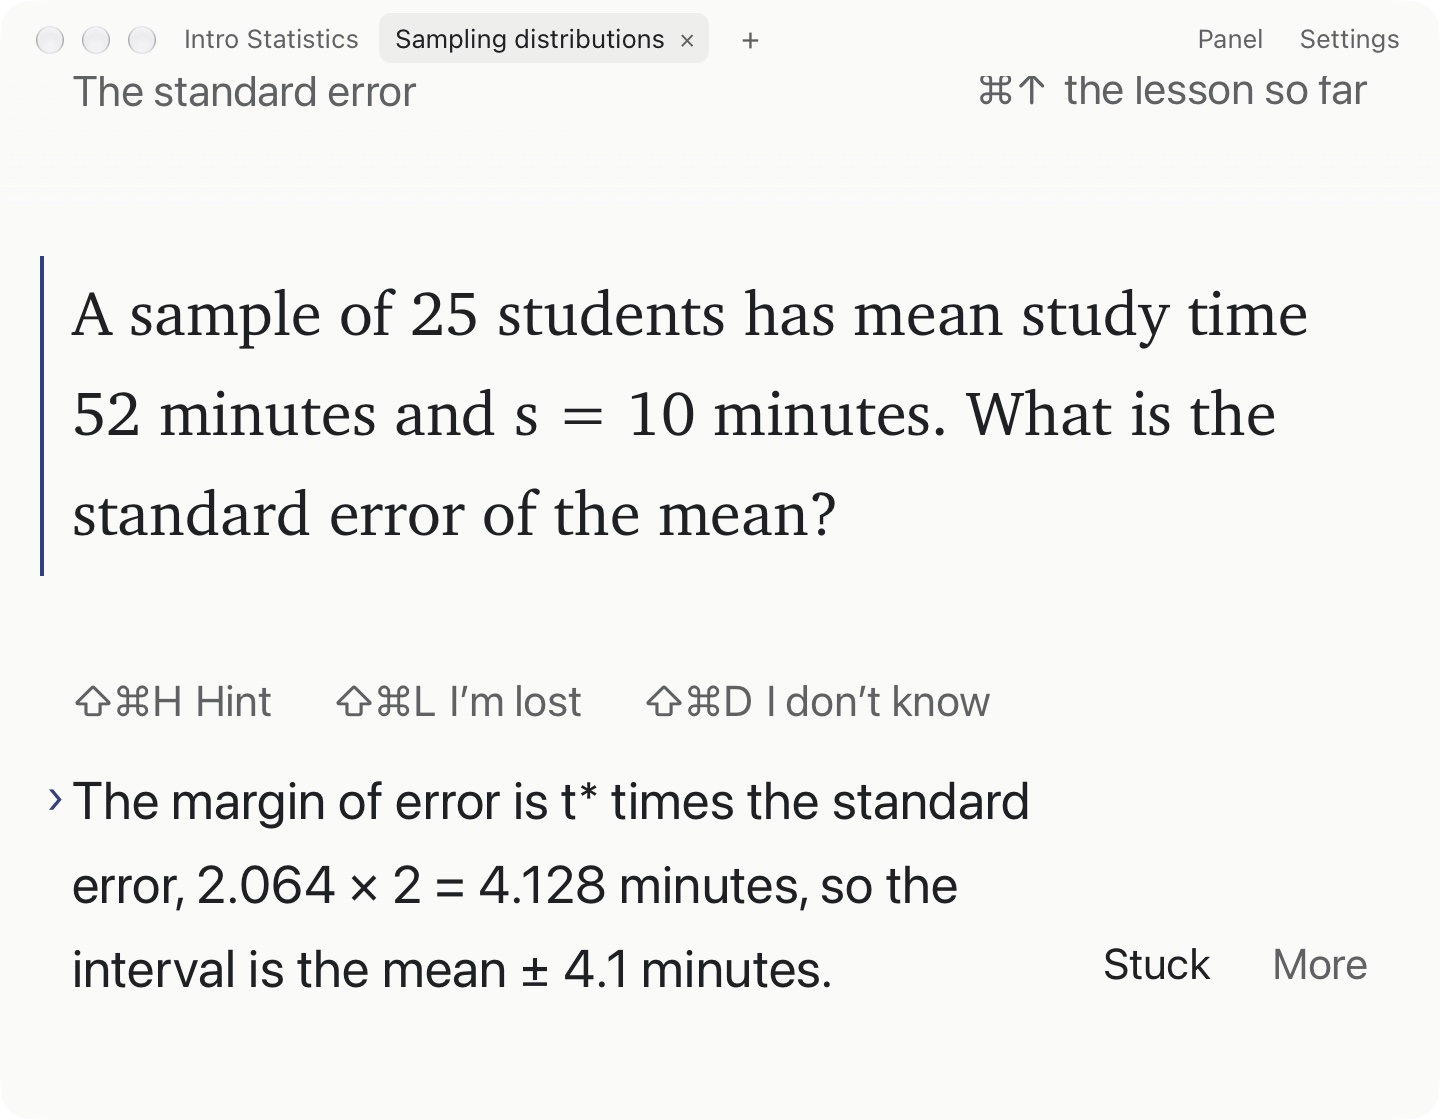 Intro Statistics Sampling distributions × + Panel Settings
The standard error ⌘↑ the lesson so far
A sample of 25 students has mean study time
52 minutes and s = 10 minutes. What is the
standard error of the mean?
⇧⌘H Hint ⇧⌘L I’m lost ⇧⌘D I don’t know
› The margin of error is t* times the standard
error, 2.064 × 2 = 4.128 minutes, so the
interval is the mean ± 4.1 minutes.
Stuck More